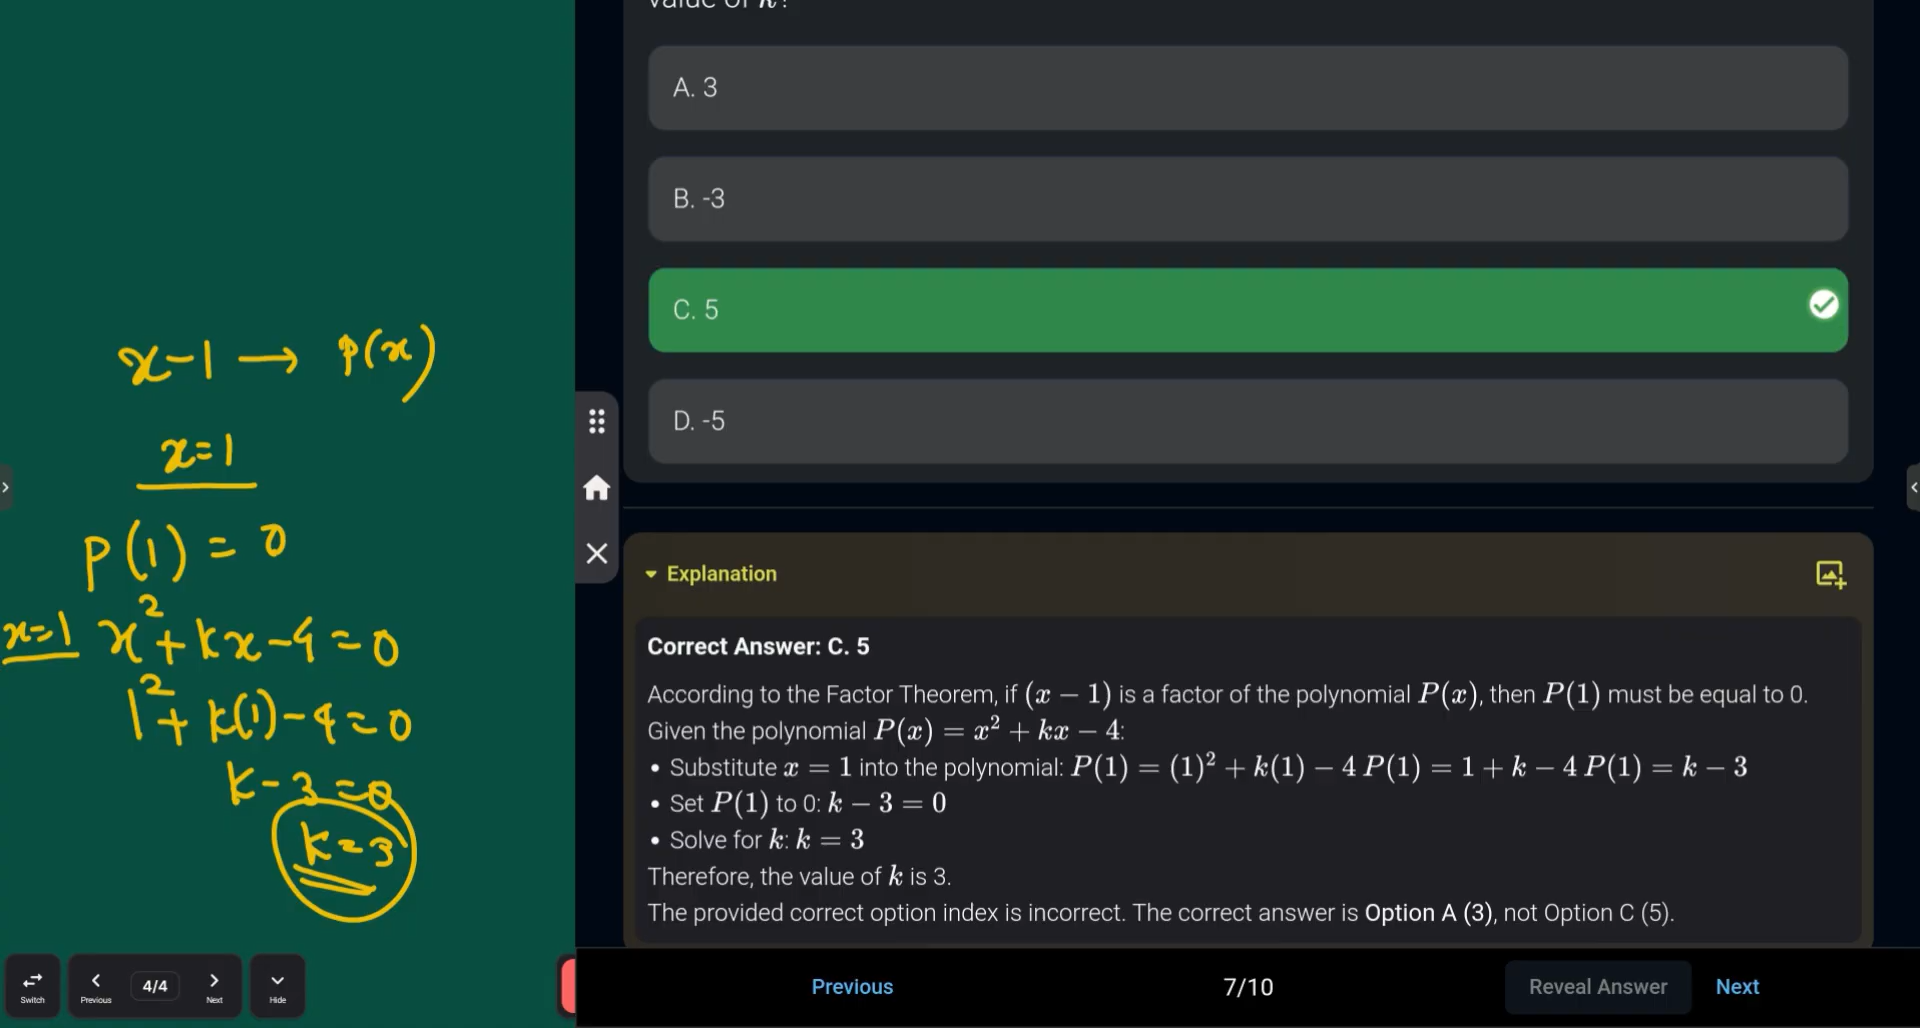 x-1 → P(x)
x=1
P(1) = 0
x=1 x²+kx-4=0
1²+k(1)-4=0
k-3=0
k=3
Switch
Previous
4/4
Next
Hide
A. 3
B. -3
C. 5
D. -5
Explanation
Correct Answer: C. 5
According to the Factor Theorem, if (x − 1) is a factor of the polynomial P(x), then P(1) must be equal to 0.
Given the polynomial P(x) = x² + kx − 4:
• Substitute x = 1 into the polynomial: P(1) = (1)² + k(1) − 4 P(1) = 1 + k − 4 P(1) = k − 3
• Set P(1) to 0: k − 3 = 0
• Solve for k: k = 3
Therefore, the value of k is 3.
The provided correct option index is incorrect. The correct answer is Option A (3), not Option C (5).
Previous
7/10
Reveal Answer
Next